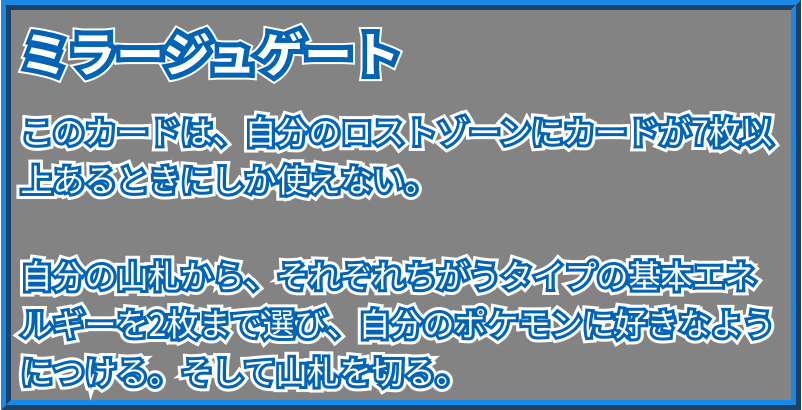 ミラージュゲート
このカードは、自分のロストゾーンにカードが7枚以
上あるときにしか使えない。
自分の山札から、それぞれちがうタイプの基本エネ
ルギーを2枚まで選び、自分のポケモンに好きなよう
につける。そして山札を切る。